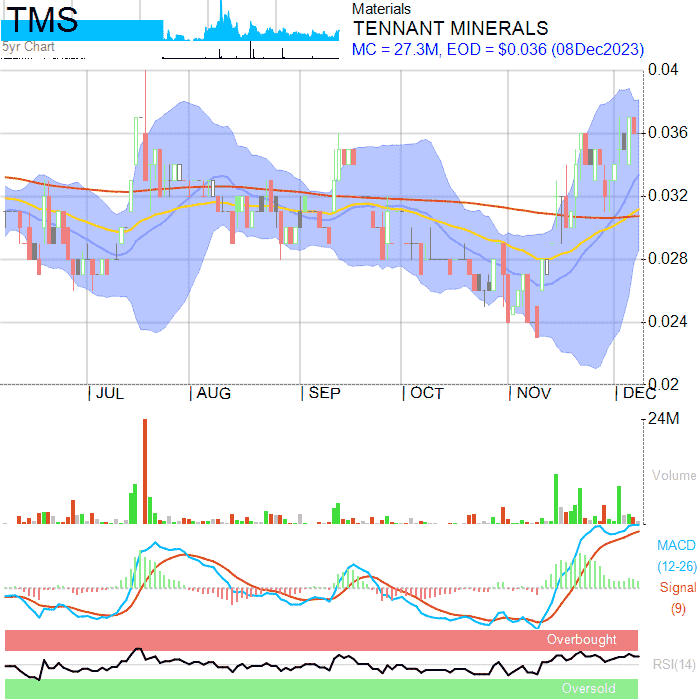 TMS
5yr Chart
Materials
TENNANT MINERALS
MC = 27.3M, EOD = $0.036 (08Dec2023)
0.04
0.036
0.032
0.028
0.024
0.02
JUL AUG SEP OCT NOV DEC
24M
Volume
MACD
(12-26)
Signal
(9)
Overbought
RSI(14)
Oversold